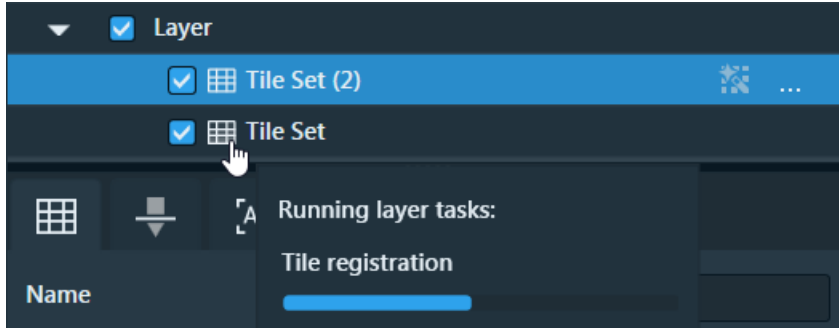 Layer
Tile Set (2)
...
Tile Set
Running layer tasks:
Tile registration
Name